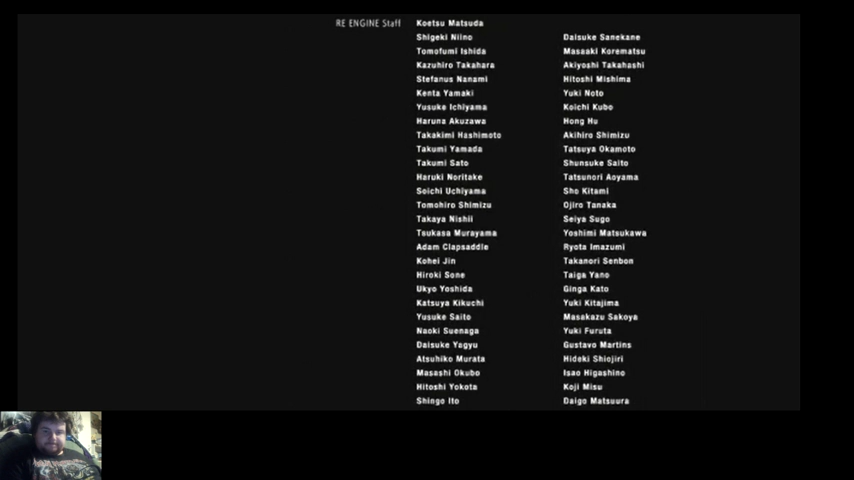 RE ENGINE Staff Koetsu Matsuda
Shigeki Niino Daisuke Sanekane
Tomofumi Ishida Masaaki Korematsu
Kazuhiro Takahara Akiyoshi Takahashi
Stefanus Nanami Hitoshi Mishima
Kenta Yamaki Yuki Noto
Yusuke Ichiyama Koichi Kubo
Haruna Akuzawa Hong Hu
Takakimi Hashimoto Akihiro Shimizu
Takumi Yamada Tatsuya Okamoto
Takumi Sato Shunsuke Saito
Haruki Noritake Tatsunori Aoyama
Soichi Uchiyama Sho Kitami
Tomohiro Shimizu Ojiro Tanaka
Takaya Nishii Seiya Sugo
Tsukasa Murayama Yoshimi Matsukawa
Adam Clapsaddle Ryota Imazumi
Kohei Jin Takanori Senbon
Hiroki Sone Taiga Yano
Ukyo Yoshida Ginga Kato
Katsuya Kikuchi Yuki Kitajima
Yusuke Saito Masakazu Sakoya
Naoki Suenaga Yuki Furuta
Daisuke Yagyu Gustavo Martins
Atsuhiko Murata Hideki Shiojiri
Masashi Okubo Isao Higashino
Hitoshi Yokota Koji Misu
Shingo Ito Daigo Matsuura